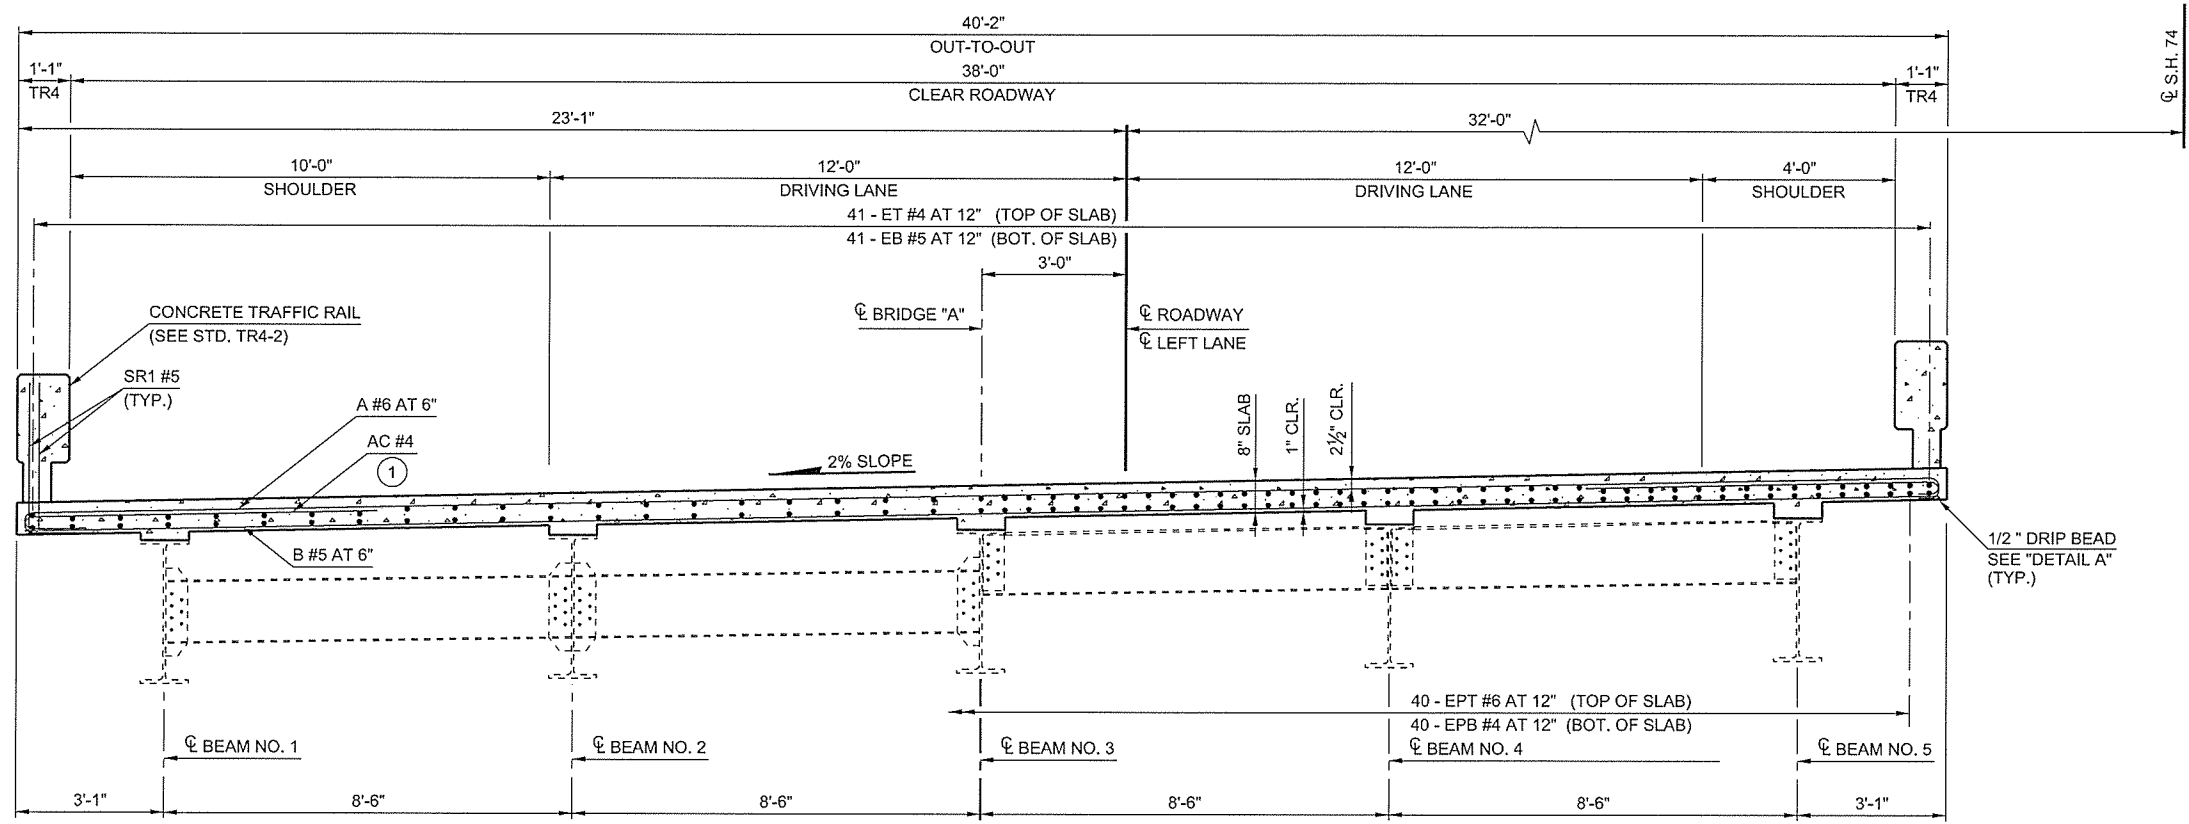 40'-2"
OUT-TO-OUT
1'-1"
TR4
38'-0"
CLEAR ROADWAY
1'-1"
TR4
℄ S.H. 74
23'-1"
32'-0"
10'-0"
SHOULDER
12'-0"
DRIVING LANE
12'-0"
DRIVING LANE
4'-0"
SHOULDER
41 - ET #4 AT 12" (TOP OF SLAB)
41 - EB #5 AT 12" (BOT. OF SLAB)
3'-0"
℄ BRIDGE "A"
℄ ROADWAY
℄ LEFT LANE
CONCRETE TRAFFIC RAIL
(SEE STD. TR4-2)
SR1 #5
(TYP.)
A #6 AT 6"
AC #4
1
2% SLOPE
8" SLAB
1" CLR.
2½" CLR.
B #5 AT 6"
1/2 " DRIP BEAD
SEE "DETAIL A"
(TYP.)
40 - EPT #6 AT 12" (TOP OF SLAB)
40 - EPB #4 AT 12" (BOT. OF SLAB)
℄ BEAM NO. 1
℄ BEAM NO. 2
℄ BEAM NO. 3
℄ BEAM NO. 4
℄ BEAM NO. 5
3'-1"
8'-6"
8'-6"
8'-6"
8'-6"
3'-1"